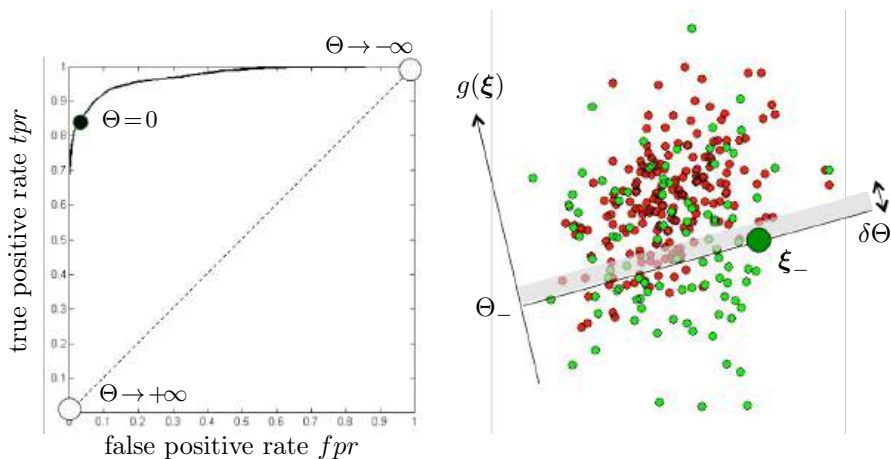 Θ→−∞
1
0.9
0.8
0.7
0.6
0.5
0.4
0.3
0.2
0.1
Θ=0
Θ→+∞
0
0.1
0.2
0.3
0.4
0.5
0.6
0.7
0.8
0.9
1
true positive rate tpr
false positive rate fpr
g(ξ)
δΘ
ξ−
Θ−